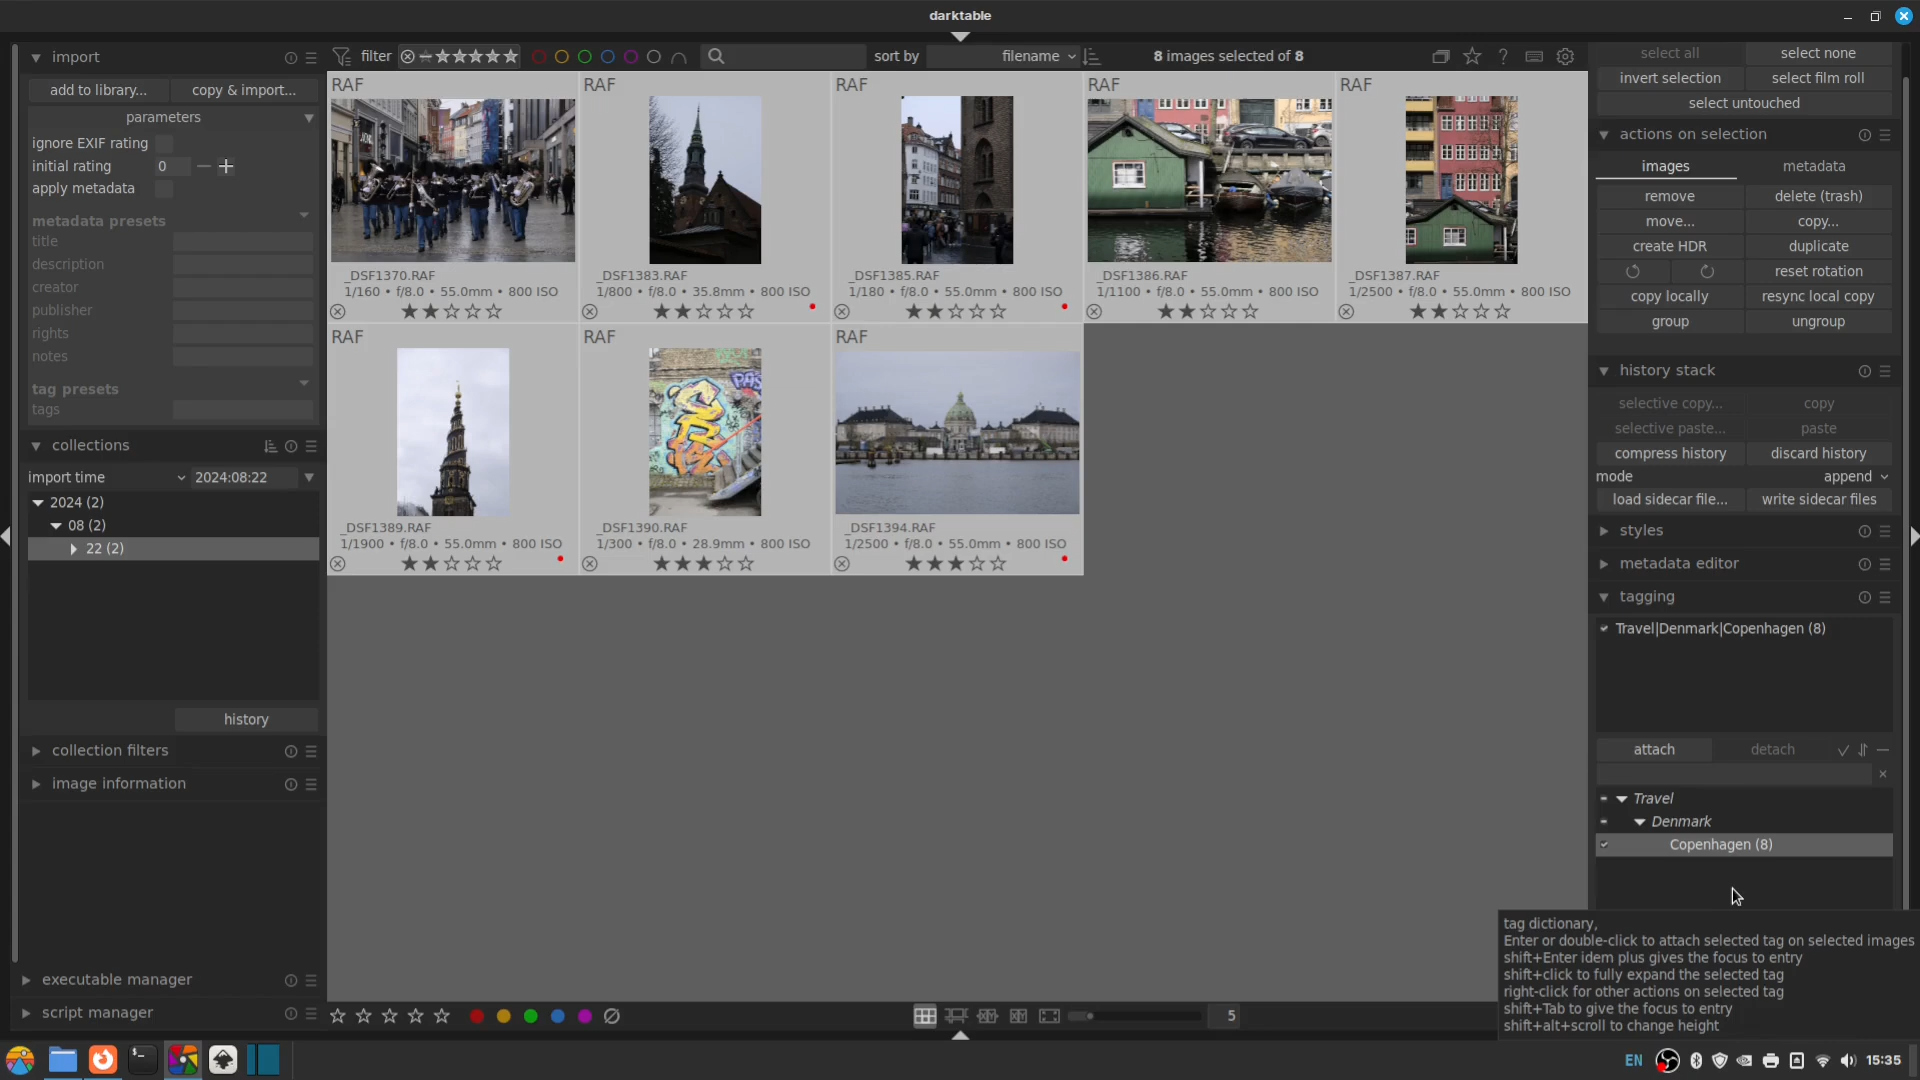 darktable
import
add to library...
copy & import...
parameters
ignore EXIF rating
initial rating 0
apply metadata
metadata presets
title
description
creator
publisher
rights
notes
tag presets
tags
collections
import time 2024:08:22
2024 (2)
08 (2)
22 (2)
history
collection filters
image information
executable manager
script manager
filter
sort by filename
8 images selected of 8
RAF
_DSF1370.RAF
1/160 • f/8.0 • 55.0mm • 800 ISO
RAF
_DSF1383.RAF
1/800 • f/8.0 • 35.8mm • 800 ISO
RAF
_DSF1385.RAF
1/180 • f/8.0 • 55.0mm • 800 ISO
RAF
_DSF1386.RAF
1/1100 • f/8.0 • 55.0mm • 800 ISO
RAF
_DSF1387.RAF
1/2500 • f/8.0 • 55.0mm • 800 ISO
RAF
_DSF1389.RAF
1/1900 • f/8.0 • 55.0mm • 800 ISO
RAF
_DSF1390.RAF
1/300 • f/8.0 • 28.9mm • 800 ISO
RAF
_DSF1394.RAF
1/2500 • f/8.0 • 55.0mm • 800 ISO
5
select all
select none
invert selection
select film roll
select untouched
actions on selection
images
metadata
remove
delete (trash)
move...
copy...
create HDR
duplicate
reset rotation
copy locally
resync local copy
group
ungroup
history stack
selective copy...
copy
selective paste...
paste
compress history
discard history
mode append
load sidecar file...
write sidecar files
styles
metadata editor
tagging
Travel|Denmark|Copenhagen (8)
attach
detach
Travel
Denmark
Copenhagen (8)
tag dictionary,
Enter or double-click to attach selected tag on selected images
shift+Enter idem plus gives the focus to entry
shift+click to fully expand the selected tag
right-click for other actions on selected tag
shift+Tab to give the focus to entry
shift+alt+scroll to change height
EN
15:35